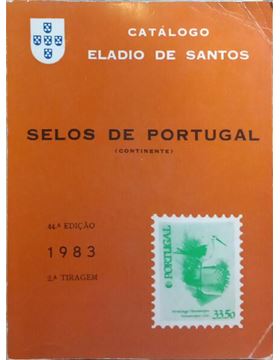 CATÁLOGO
ELADIO DE SANTOS
SELOS DE PORTUGAL
(CONTINENTE)
44.ª EDIÇÃO
1983
2.ª TIRAGEM
PORTUGAL
33.50